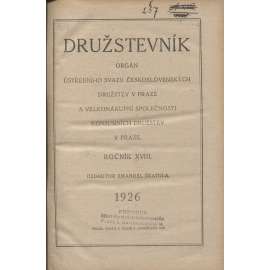 DRUŽSTEVNÍK
ORGÁN
ÚSTŘEDNÍHO SVAZU ČESKOSLOVENSKÝCH
DRUŽSTEV V PRAZE
A VELKONÁKUPNÍ SPOLEČNOSTI
KONSUMNÍCH DRUŽSTEV
V PRAZE.
ROČNÍK XVIII.
REDAKTOR EMANUEL ŠKATULA.
1926